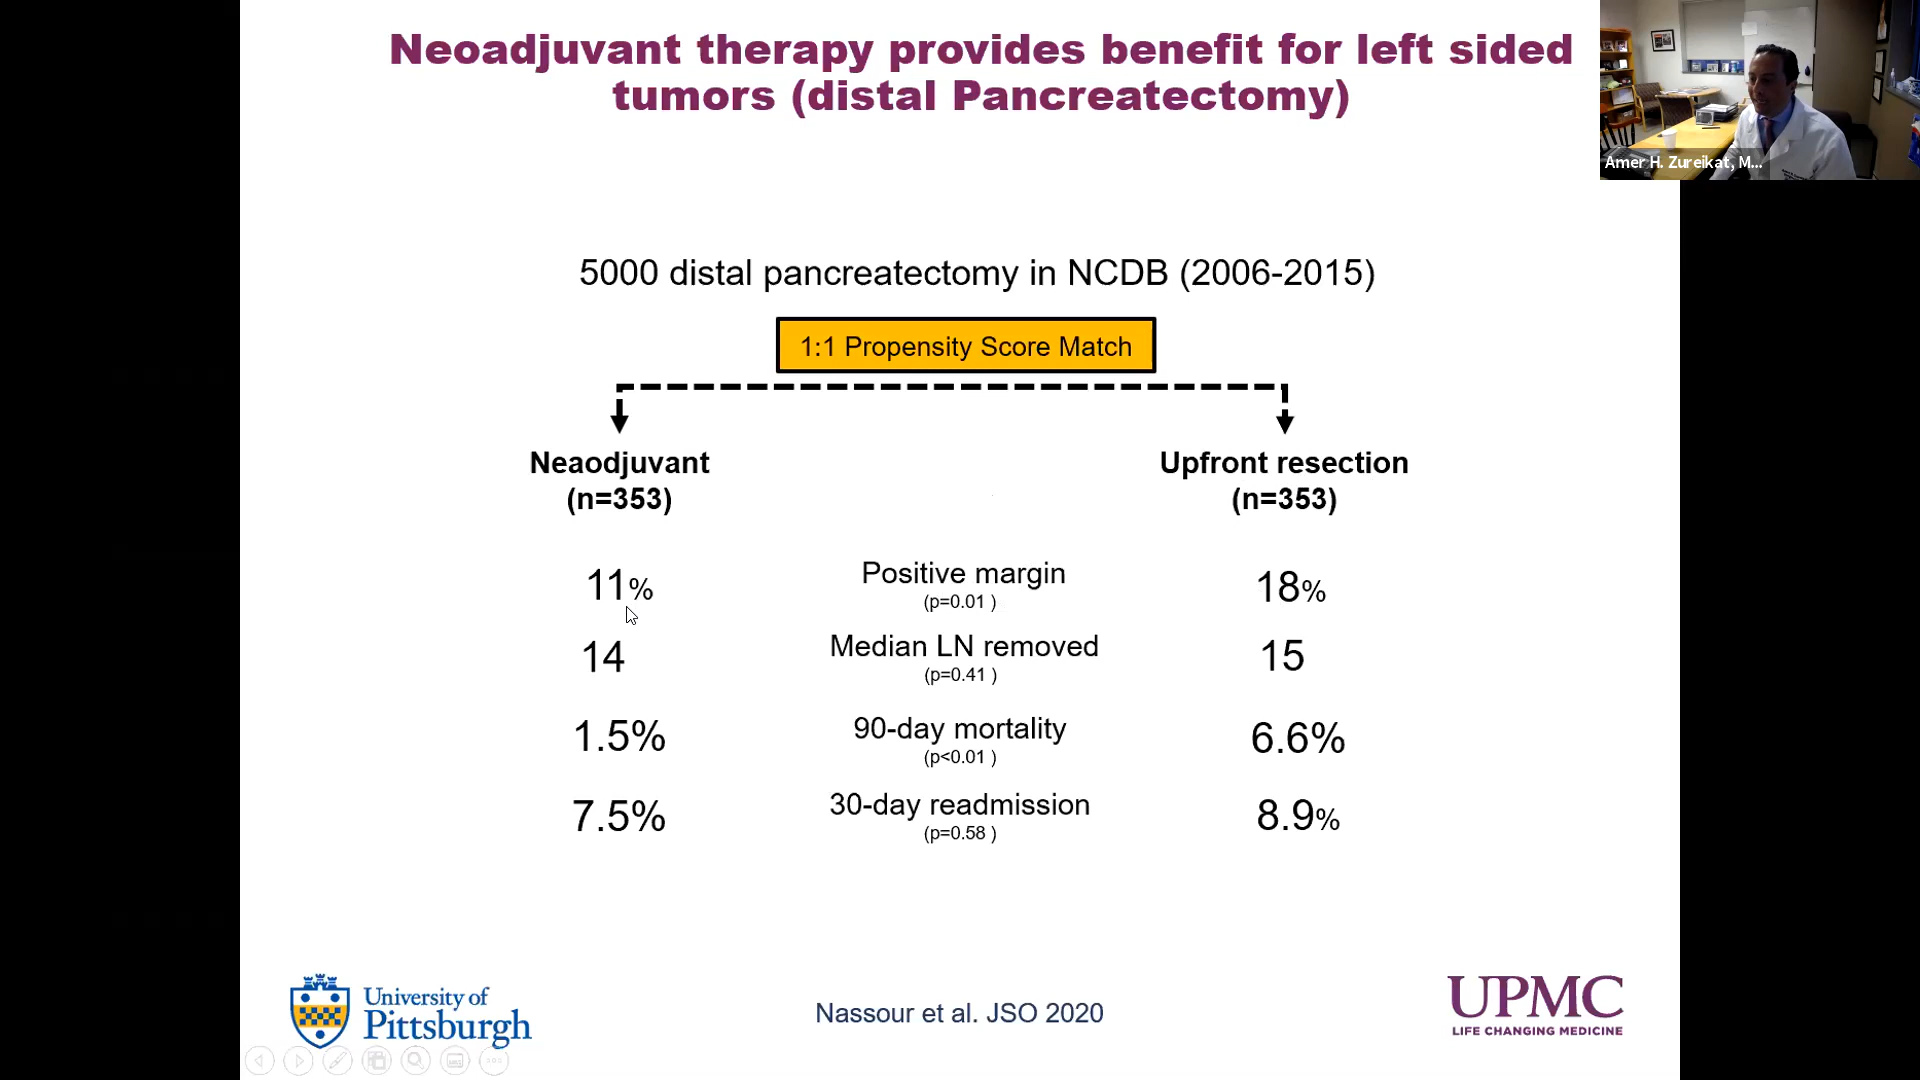 Neoadjuvant therapy provides benefit for left sided
tumors (distal Pancreatectomy)
Amer H. Zureikat, M...
5000 distal pancreatectomy in NCDB (2006-2015)
1:1 Propensity Score Match
Neaodjuvant
(n=353)
Upfront resection
(n=353)
11%
Positive margin
(p=0.01 )
18%
14
Median LN removed
(p=0.41 )
15
1.5%
90-day mortality
(p<0.01 )
6.6%
7.5%
30-day readmission
(p=0.58 )
8.9%
University of
Pittsburgh
Nassour et al. JSO 2020
UPMC
LIFE CHANGING MEDICINE